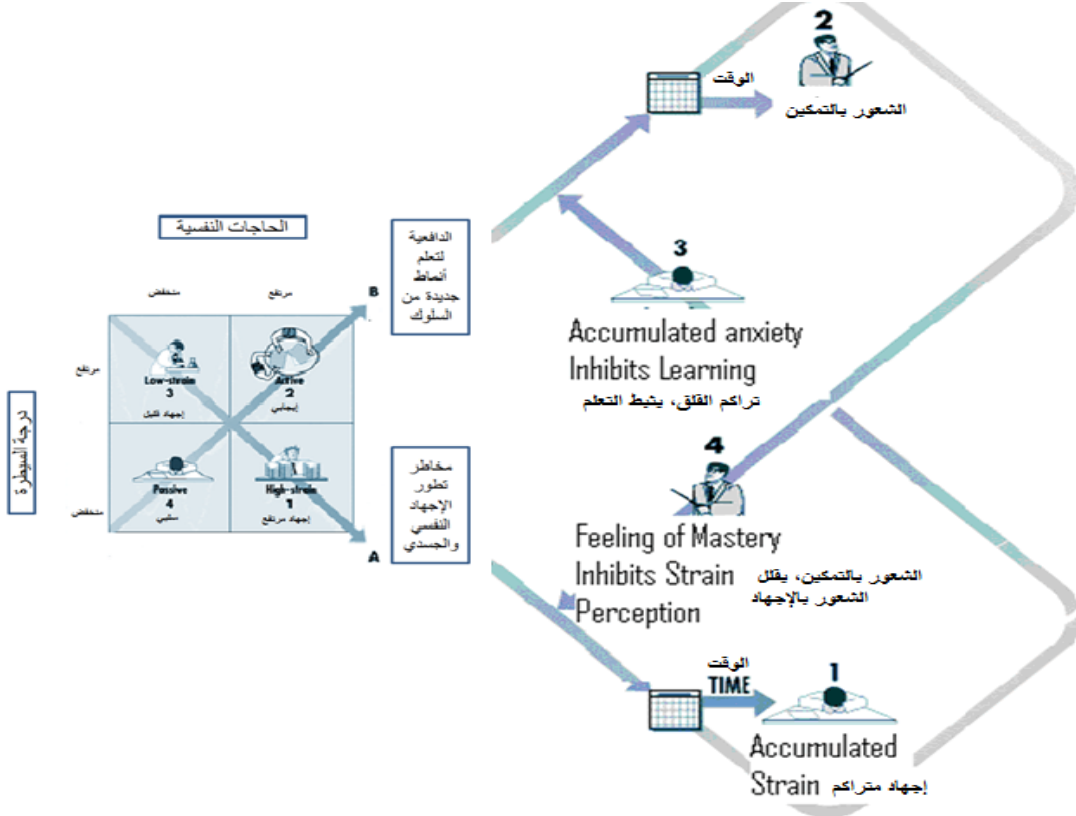 الحاجات النفسية
منخفض
مرتفع
درجة السيطرة
مرتفع
منخفض
Low-strain
3
إجهاد قليل
Active
2
إيجابي
Passive
4
سلبي
High-strain
1
إجهاد مرتفع
B
A
الدافعية
لتعلم
أنماط
جديدة من
السلوك
مخاطر
تطور
الإجهاد
النفسي
والجسدي
2
الوقت
الشعور بالتمكين
3
Accumulated anxiety
Inhibits Learning
تراكم القلق، يثبط التعلم
4
Feeling of Mastery
Inhibits Strain
Perception
الشعور بالتمكين، يقلل
الشعور بالإجهاد
الوقت
TIME
1
Accumulated
Strain إجهاد متراكم